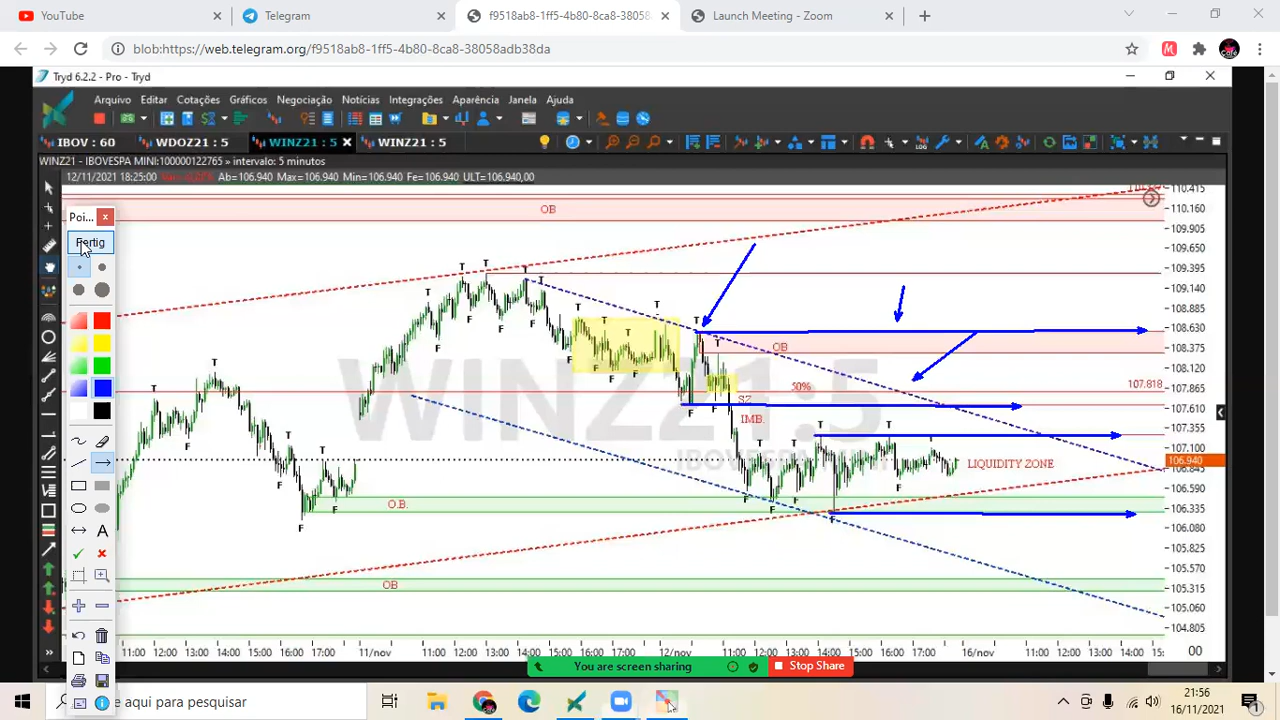 YouTube
Telegram
f9518ab8-1ff5-4b80-8ca8-38058
Launch Meeting - Zoom
blob:https://web.telegram.org/f9518ab8-1ff5-4b80-8ca8-38058adb38da
Tryd 6.2.2 - Pro - Tryd
Arquivo Editar Cotações Gráficos Negociação Notícias Integrações Aparência Janela Ajuda
IBOV : 60
WDOZ21 : 5
WINZ21 : 5
WINZ21 : 5
WINZ21 - IBOVESPA MINI:100000122765 » intervalo: 5 minutos
12/11/2021 18:25:00 Ab=106.940 Max=106.940 Min=106.940 Fe=106.940 ULT=106.940,00
Poi...
Fertig
OB
OB
50%
107.818
SZ
IMB.
LIQUIDITY ZONE
O.B.
OB
WINZ21:5
110.415
110.160
109.905
109.650
109.395
109.140
108.885
108.630
108.375
108.120
107.865
107.610
107.355
107.100
106.940
106.845
106.590
106.335
106.080
105.825
105.570
105.315
105.060
104.805
11:00 12:00 13:00 14:00 15:00 16:00 17:00 11/nov 11:00 12:00 13:00 14:00 15:00 16:00 17:00 12/nov 11:00 12:00 13:00 14:00 15:00 16:00 17:00 16/nov 11:00 12:00 13:00 14:00 15:
00
You are screen sharing
Stop Share
e aqui para pesquisar
21:56
16/11/2021